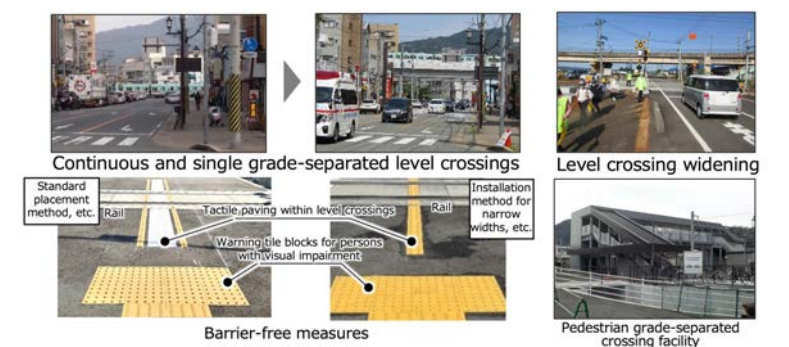 Continuous and single grade-separated level crossings
Level crossing widening
Standard
placement
method, etc.
Rail
Tactile paving within level crossings
Warning tile blocks for persons
with visual impairment
Rail
Installation
method for
narrow
widths, etc.
Barrier-free measures
Pedestrian grade-separated
crossing facility